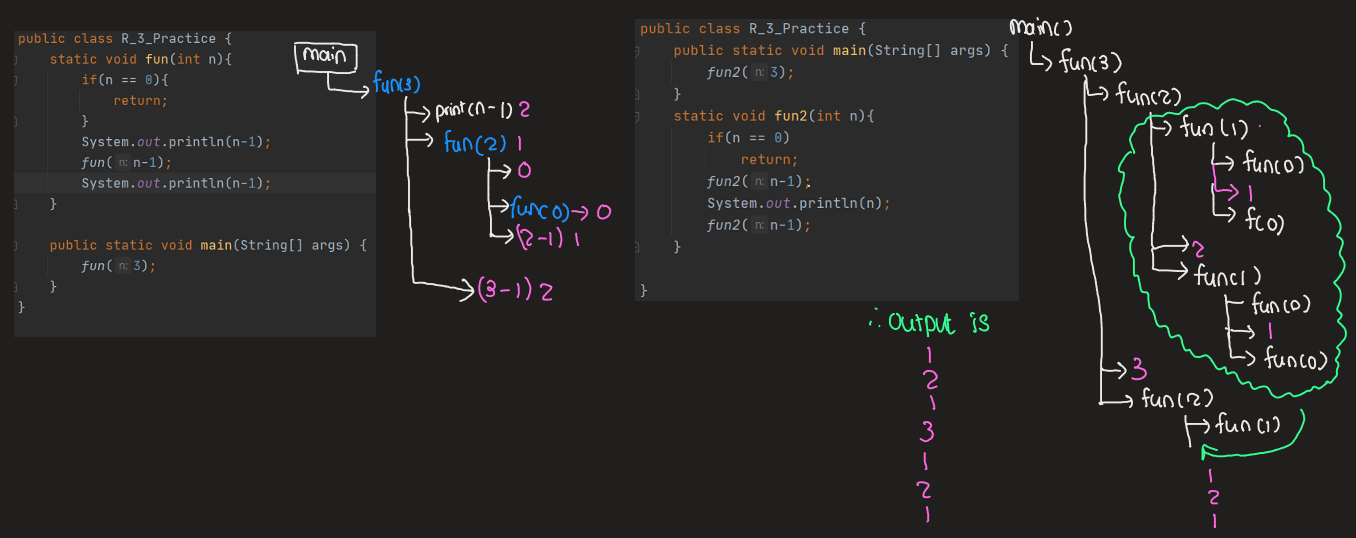 public class R_3_Practice {
static void fun(int n){
if(n == 0){
return;
}
System.out.println(n-1);
fun( n: n-1);
System.out.println(n-1);
}
public static void main(String[] args) {
fun( n: 3);
}
}
main
fun(3)
print(n-1) 2
fun(2) 1
0
fun(0) → 0
(2-1) 1
(3-1) 2
public class R_3_Practice {
public static void main(String[] args) {
fun2( n: 3);
}
static void fun2(int n){
if(n == 0)
return;
fun2( n: n-1);
System.out.println(n);
fun2( n: n-1);
}
}
∴ output is
1
2
1
3
1
2
1
main()
fun(3)
fun(2)
fun(1)
fun(0)
1
f(0)
2
fun(1)
fun(0)
1
fun(0)
3
fun(2)
fun(1)
1
2
1